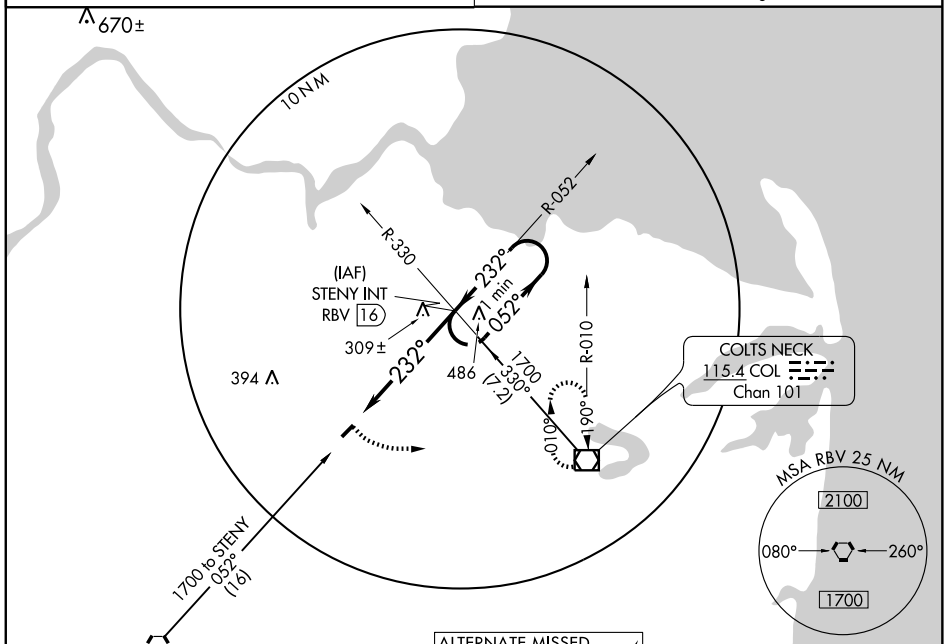 670±
10 NM
R-052
R-330
232°
1 min
052°
(IAF)
STENY INT
RBV 16
309±
R-010
232°
486
1700
330°
(7.2)
394
COLTS NECK
115.4 COL
Chan 101
010°
190°
MSA RBV 25 NM
2100
080°
260°
1700
1700 to STENY
052°
(16)
ALTERNATE MISSED